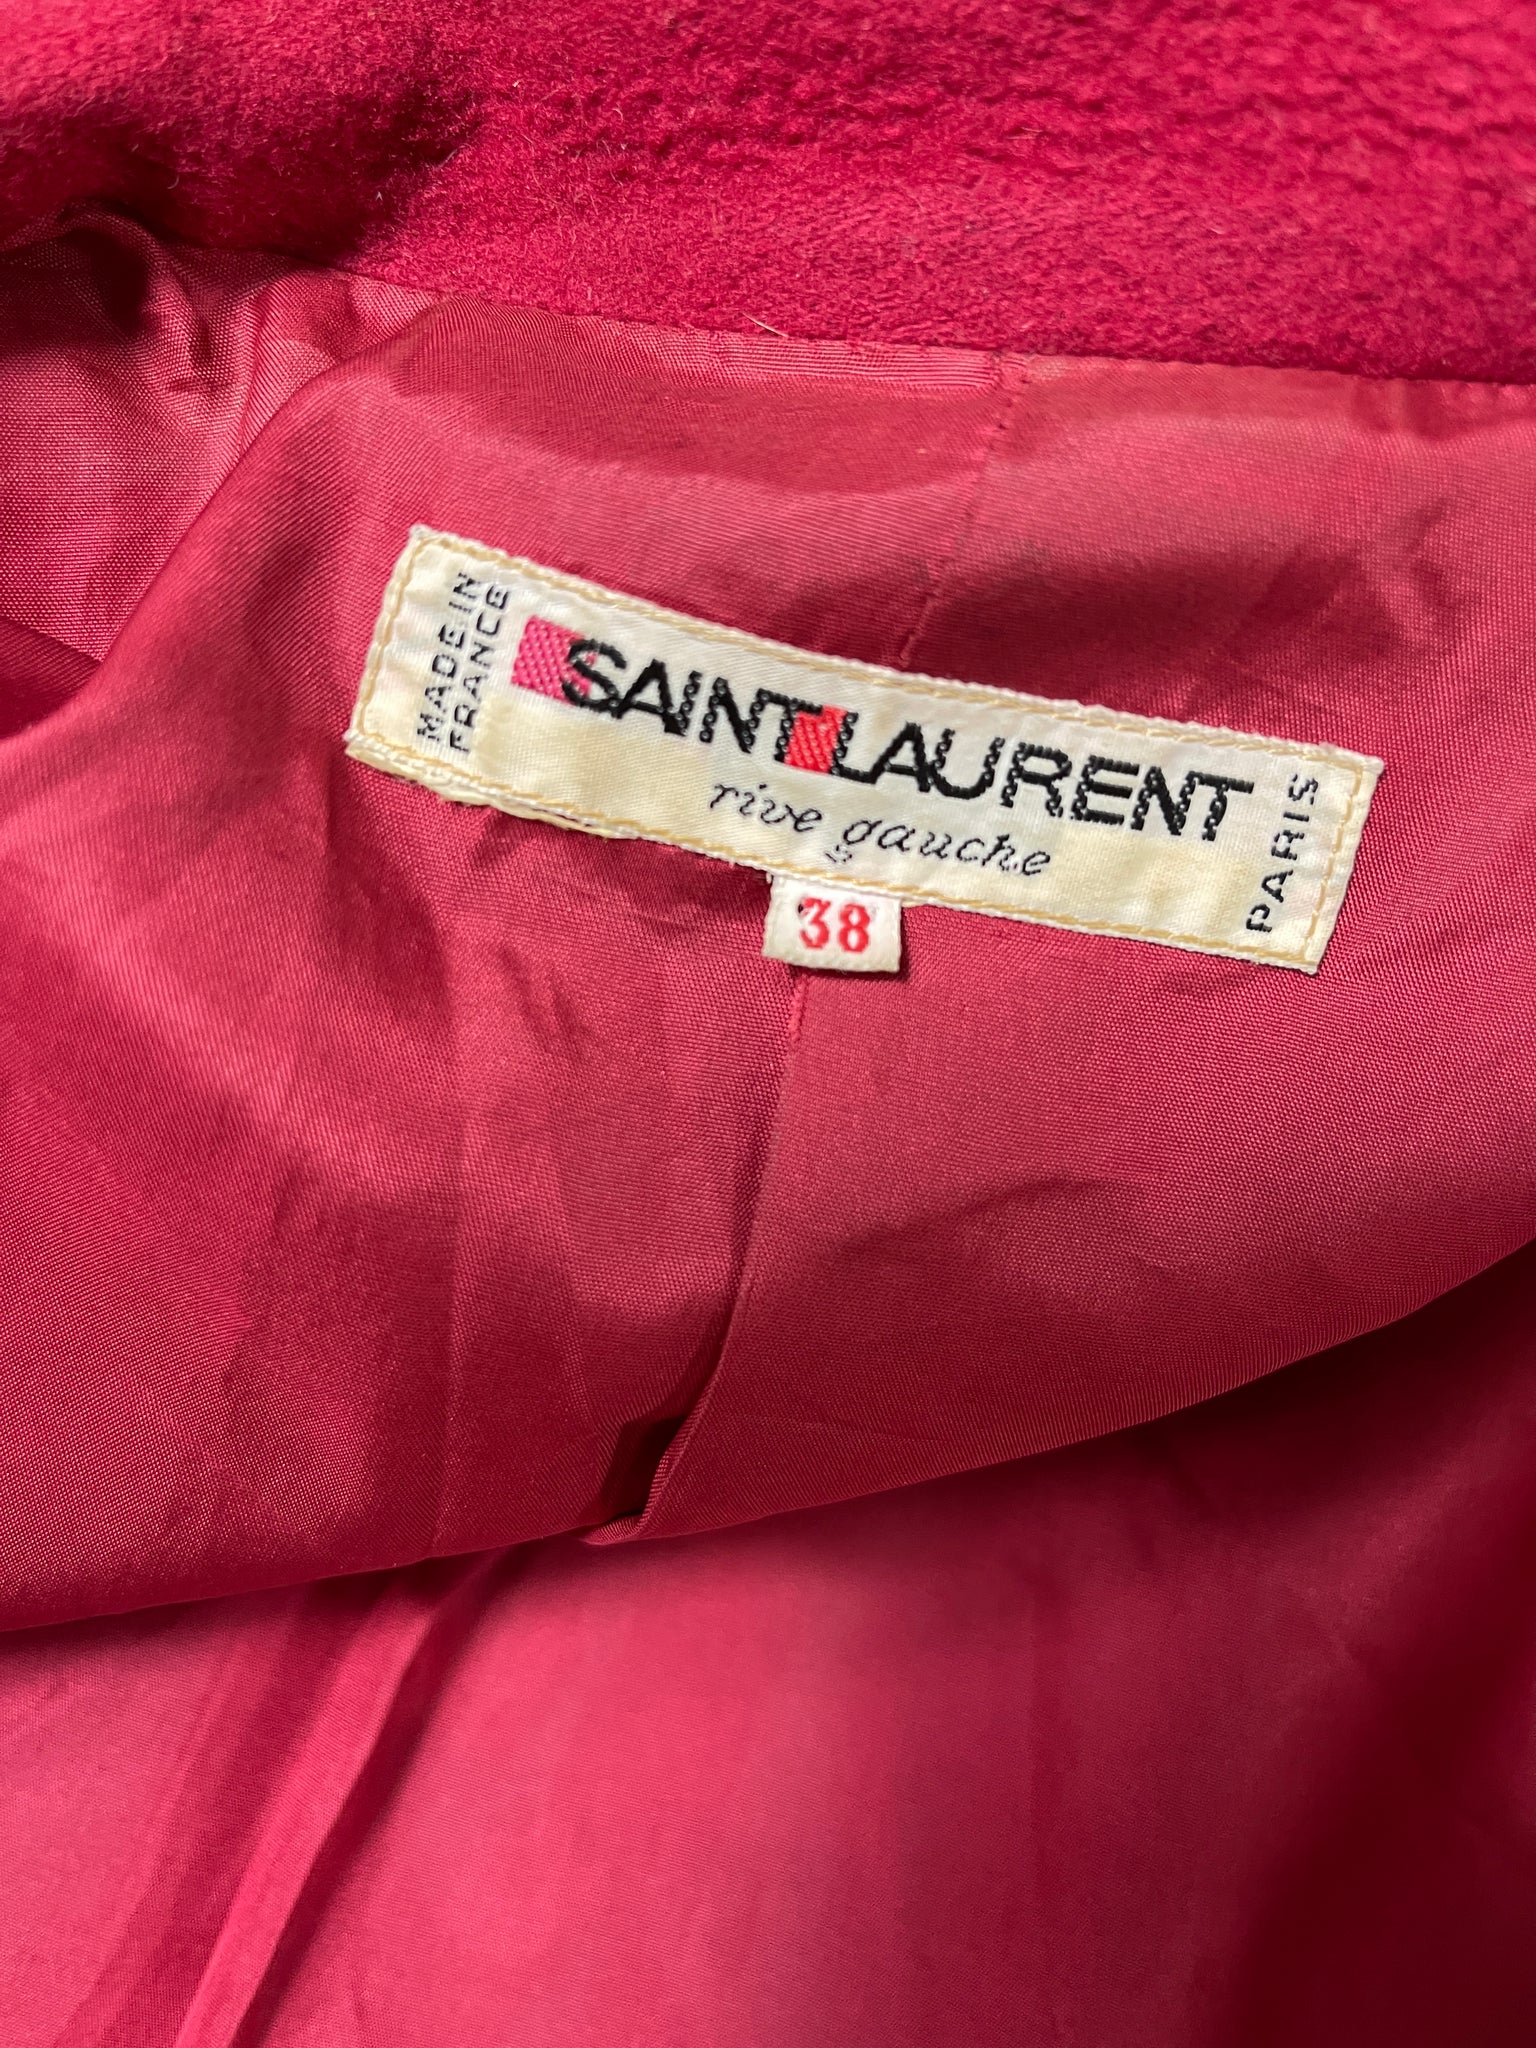 MADE IN
FRANCE
SAINT LAURENT
rive gauche
PARIS
38